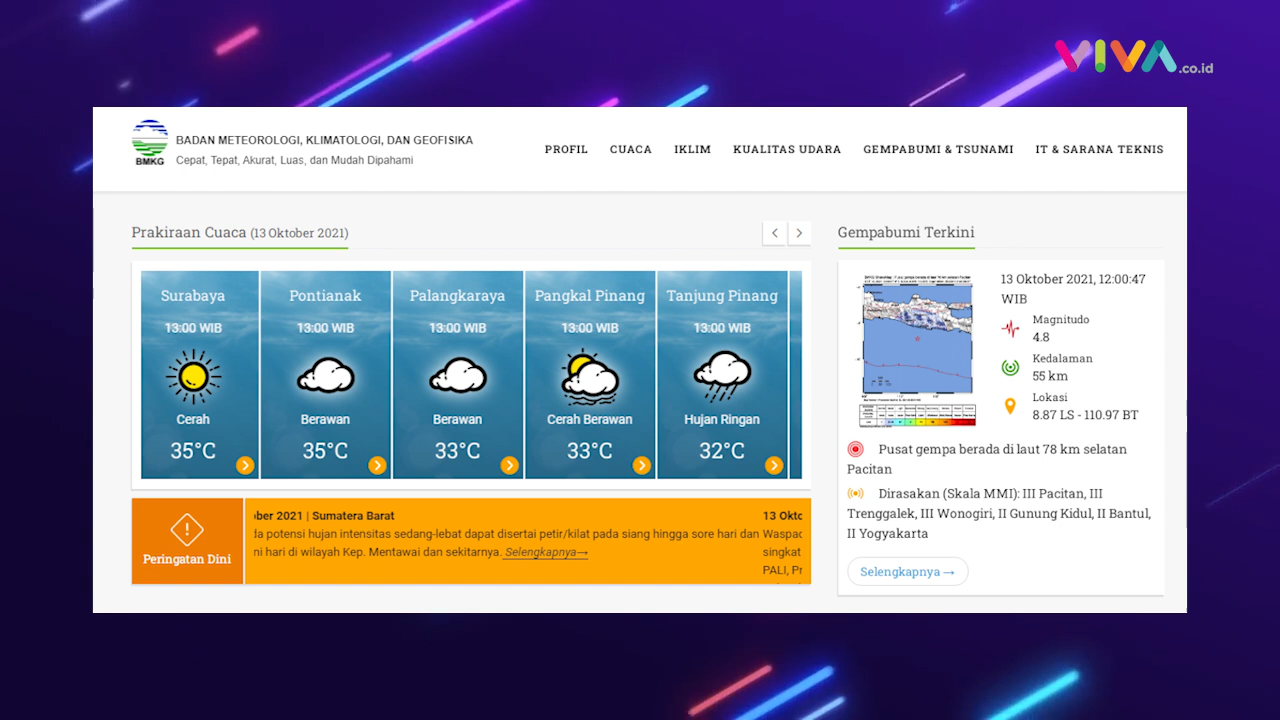 VIVA.co.id
BADAN METEOROLOGI, KLIMATOLOGI, DAN GEOFISIKA
Cepat, Tepat, Akurat, Luas, dan Mudah Dipahami
BMKG
PROFIL CUACA IKLIM KUALITAS UDARA GEMPABUMI & TSUNAMI IT & SARANA TEKNIS
Prakiraan Cuaca (13 Oktober 2021)
Surabaya
13:00 WIB
Cerah
35°C
Pontianak
13:00 WIB
Berawan
35°C
Palangkaraya
13:00 WIB
Berawan
33°C
Pangkal Pinang
13:00 WIB
Cerah Berawan
33°C
Tanjung Pinang
13:00 WIB
Hujan Ringan
32°C
Peringatan Dini
ber 2021 | Sumatera Barat
da potensi hujan intensitas sedang-lebat dapat disertai petir/kilat pada siang hingga sore hari dan
ni hari di wilayah Kep. Mentawai dan sekitarnya. Selengkapnya→
13 Okto
Waspad
singkat
PALI, Pr
Gempabumi Terkini
13 Oktober 2021, 12:00:47
WIB
Magnitudo
4.8
Kedalaman
55 km
Lokasi
8.87 LS - 110.97 BT
Pusat gempa berada di laut 78 km selatan
Pacitan
Dirasakan (Skala MMI): III Pacitan, III
Trenggalek, III Wonogiri, II Gunung Kidul, II Bantul,
II Yogyakarta
Selengkapnya →